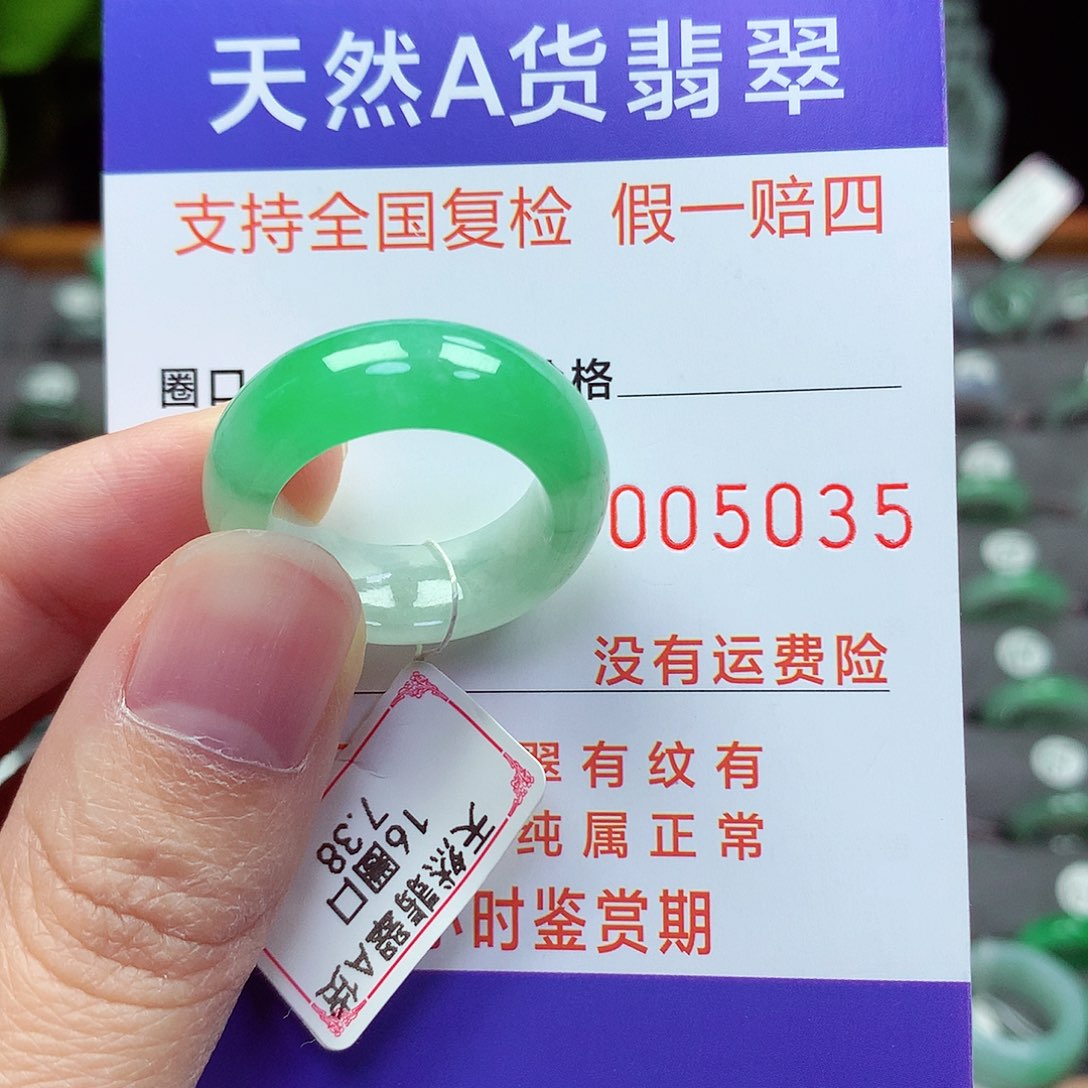 天然A货翡翠
支持全国复检 假一赔四
圈口 格
005035
没有运费险
翠有纹有
纯属正常
小时鉴赏期
天然翡翠A货
16圈口
7.38